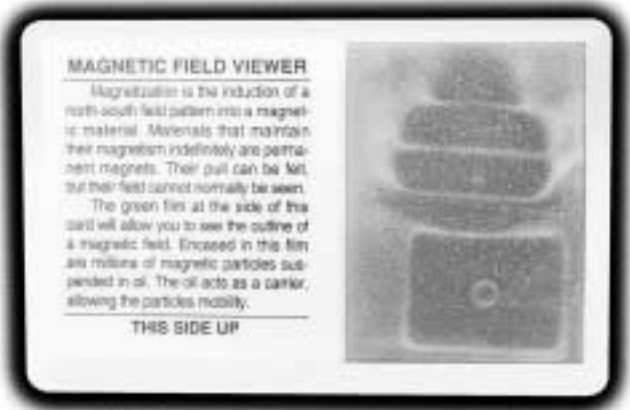 MAGNETIC FIELD VIEWER
Magnetization is the induction of a
north-south field pattern into a magnet-
ic material. Materials that maintain
their magnetism indefinitely are perma-
nent magnets. Their pull can be felt,
but their field cannot normally be seen.
The green film at the side of this
card will allow you to see the outline of
a magnetic field. Encased in this film
are millions of magnetic particles sus-
pended in oil. The oil acts as a carrier,
allowing the particles mobility.
THIS SIDE UP